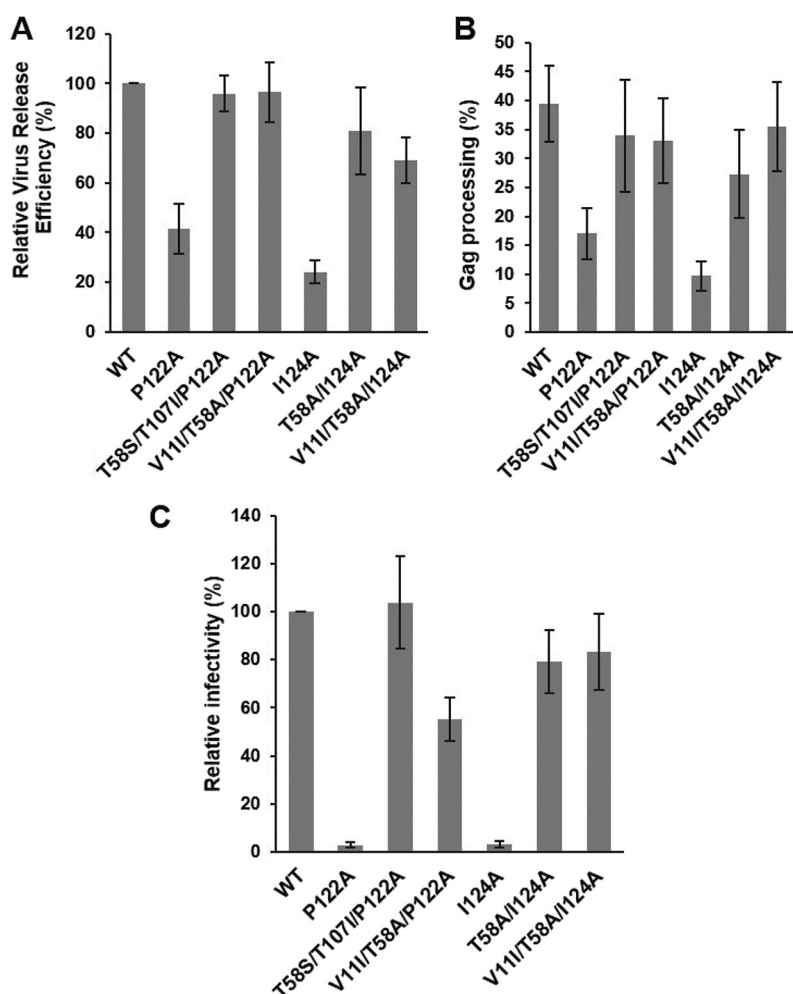 A
Relative Virus Release
Efficiency (%)
120
100
80
60
40
20
0
WT
P122A
T58S/T107I/P122A
V11I/T58A/P122A
I124A
T58A/I124A
V11I/T58A/I124A
B
Gag processing (%)
50
45
40
35
30
25
20
15
10
5
0
WT
P122A
T58S/T107I/P122A
V11I/T58A/P122A
I124A
T58A/I124A
V11I/T58A/I124A
C
Relative infectivity (%)
140
120
100
80
60
40
20
0
WT
P122A
T58S/T107I/P122A
V11I/T58A/P122A
I124A
T58A/I124A
V11I/T58A/I124A